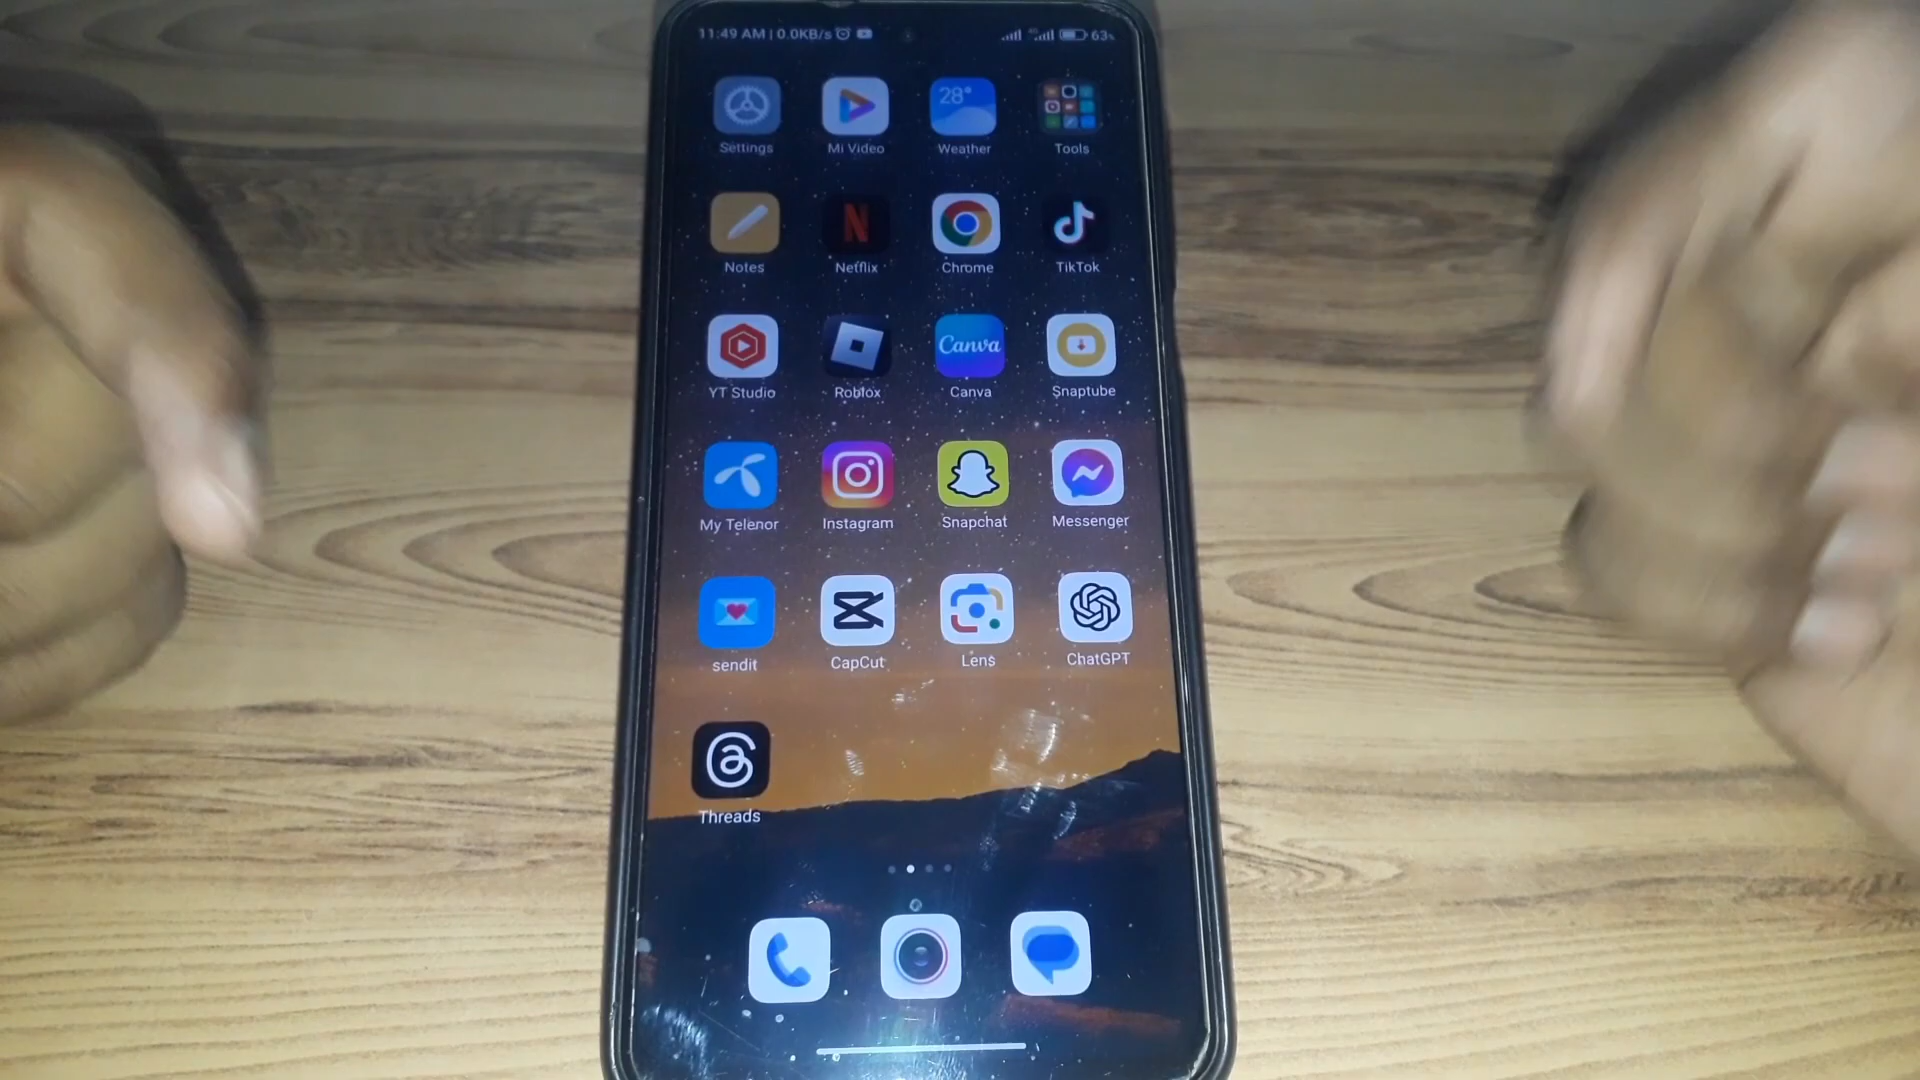 11:49 AM | 0.0KB/s 63%
28°
Settings Mi Video Weather Tools
N
Notes Netflix Chrome TikTok
Canva
YT Studio Roblox Canva Snaptube
My Telenor Instagram Snapchat Messenger
sendit CapCut Lens ChatGPT
Threads